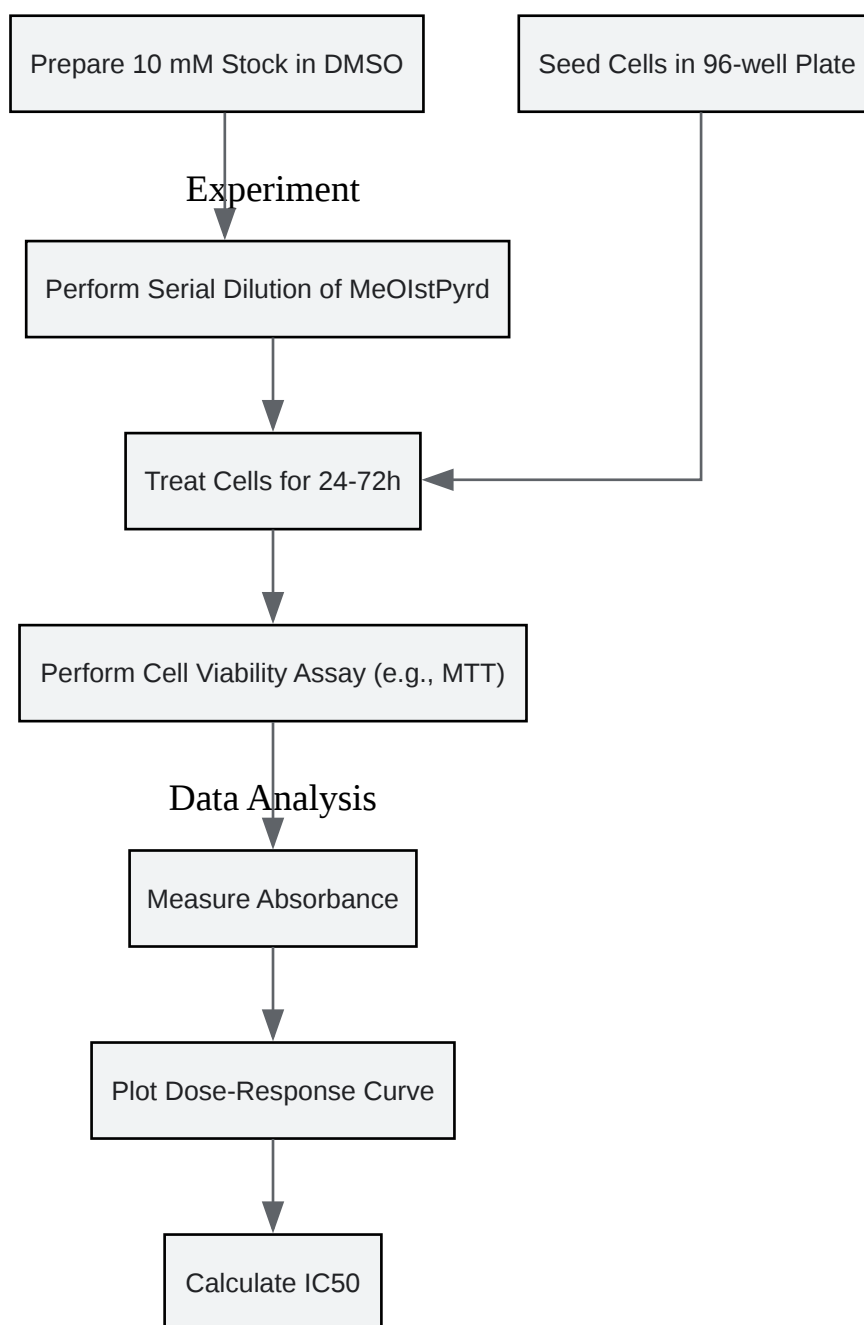 Prepare 10 mM Stock in DMSO
Seed Cells in 96-well Plate
Experiment
Perform Serial Dilution of MeOIstPyrd
Treat Cells for 24-72h
Perform Cell Viability Assay (e.g., MTT)
Data Analysis
Measure Absorbance
Plot Dose-Response Curve
Calculate IC50